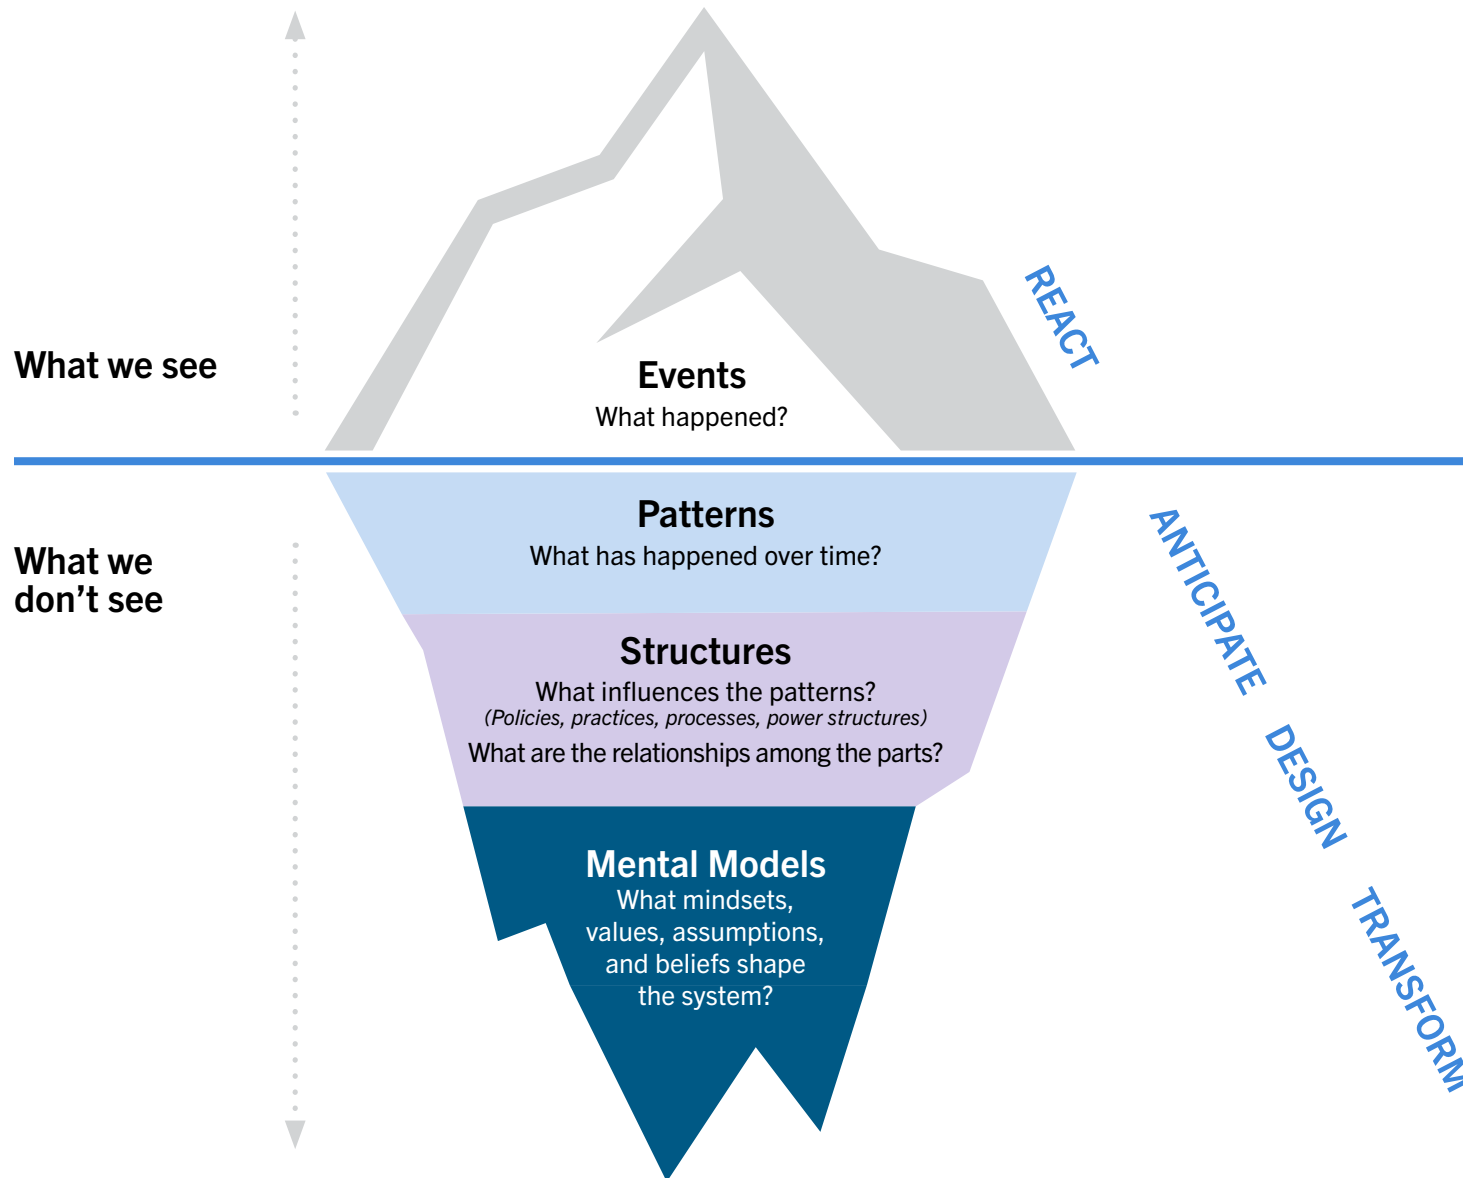 REACT
What we see
Events
What happened?
Patterns
What has happened over time?
What we
don't see
ANTICIPATE
Structures
What influences the patterns?
(Policies, practices, processes, power structures)
What are the relationships among the parts?
DESIGN
Mental Models
What mindsets,
values, assumptions,
and beliefs shape
the system?
TRANSFORM